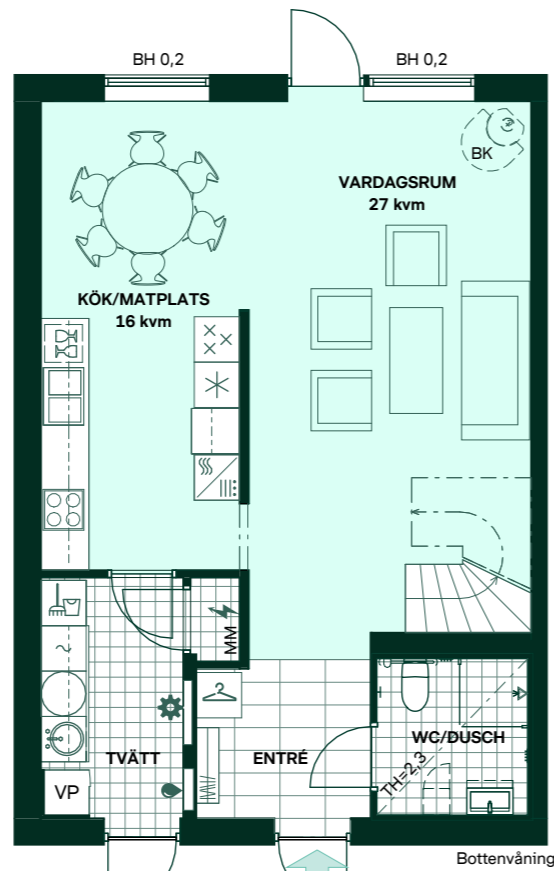 BH 0,2
BH 0,2
BK
VARDAGSRUM
27 kvm
KÖK/MATPLATS
16 kvm
MM
TVÄTT
ENTRÉ
WC/DUSCH
TH=2,3
VP
Bottenvåning